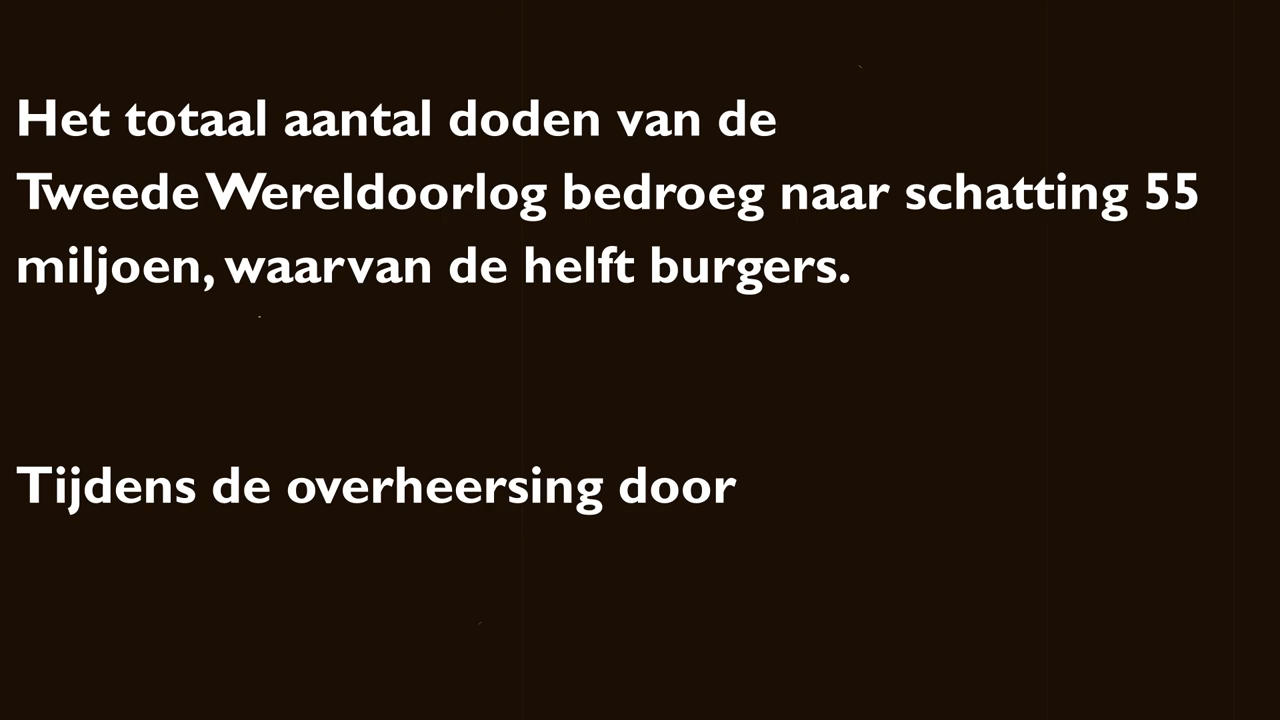 Het totaal aantal doden van de
Tweede Wereldoorlog bedroeg naar schatting 55
miljoen, waarvan de helft burgers.
Tijdens de overheersing door